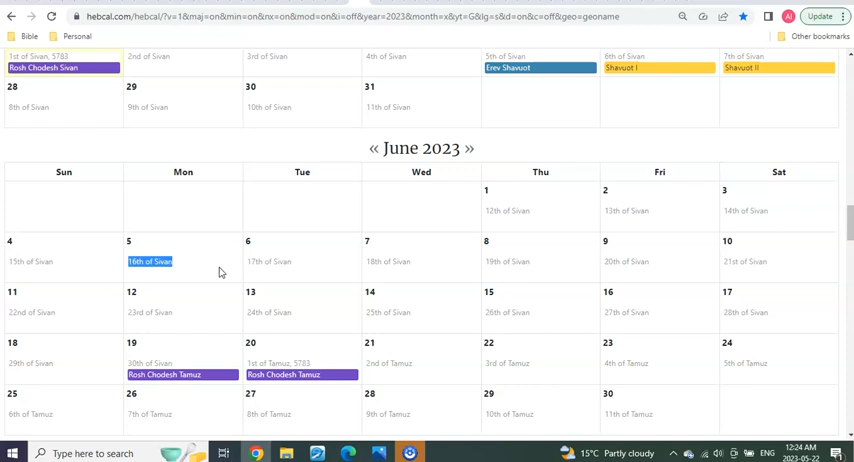 hebcal.com/hebcal/?v=1&maj=on&min=on&nx=on&mod=on&i=off&year=2023&month=x&yt=G&lg=s&d=on&c=off&geo=geoname
AI
Update
Bible Personal Other bookmarks
1st of Sivan, 5783 2nd of Sivan 3rd of Sivan 4th of Sivan 5th of Sivan 6th of Sivan 7th of Sivan
Rosh Chodesh Sivan Erev Shavuot Shavuot I Shavuot II
28 29 30 31
8th of Sivan 9th of Sivan 10th of Sivan 11th of Sivan
« June 2023 »
Sun Mon Tue Wed Thu Fri Sat
1 2 3
12th of Sivan 13th of Sivan 14th of Sivan
4 5 6 7 8 9 10
15th of Sivan 16th of Sivan 17th of Sivan 18th of Sivan 19th of Sivan 20th of Sivan 21st of Sivan
11 12 13 14 15 16 17
22nd of Sivan 23rd of Sivan 24th of Sivan 25th of Sivan 26th of Sivan 27th of Sivan 28th of Sivan
18 19 20 21 22 23 24
29th of Sivan 30th of Sivan 1st of Tamuz, 5783 2nd of Tamuz 3rd of Tamuz 4th of Tamuz 5th of Tamuz
Rosh Chodesh Tamuz Rosh Chodesh Tamuz
25 26 27 28 29 30
6th of Tamuz 7th of Tamuz 8th of Tamuz 9th of Tamuz 10th of Tamuz 11th of Tamuz
Type here to search 15°C Partly cloudy ENG 12:24 AM
2023-05-22